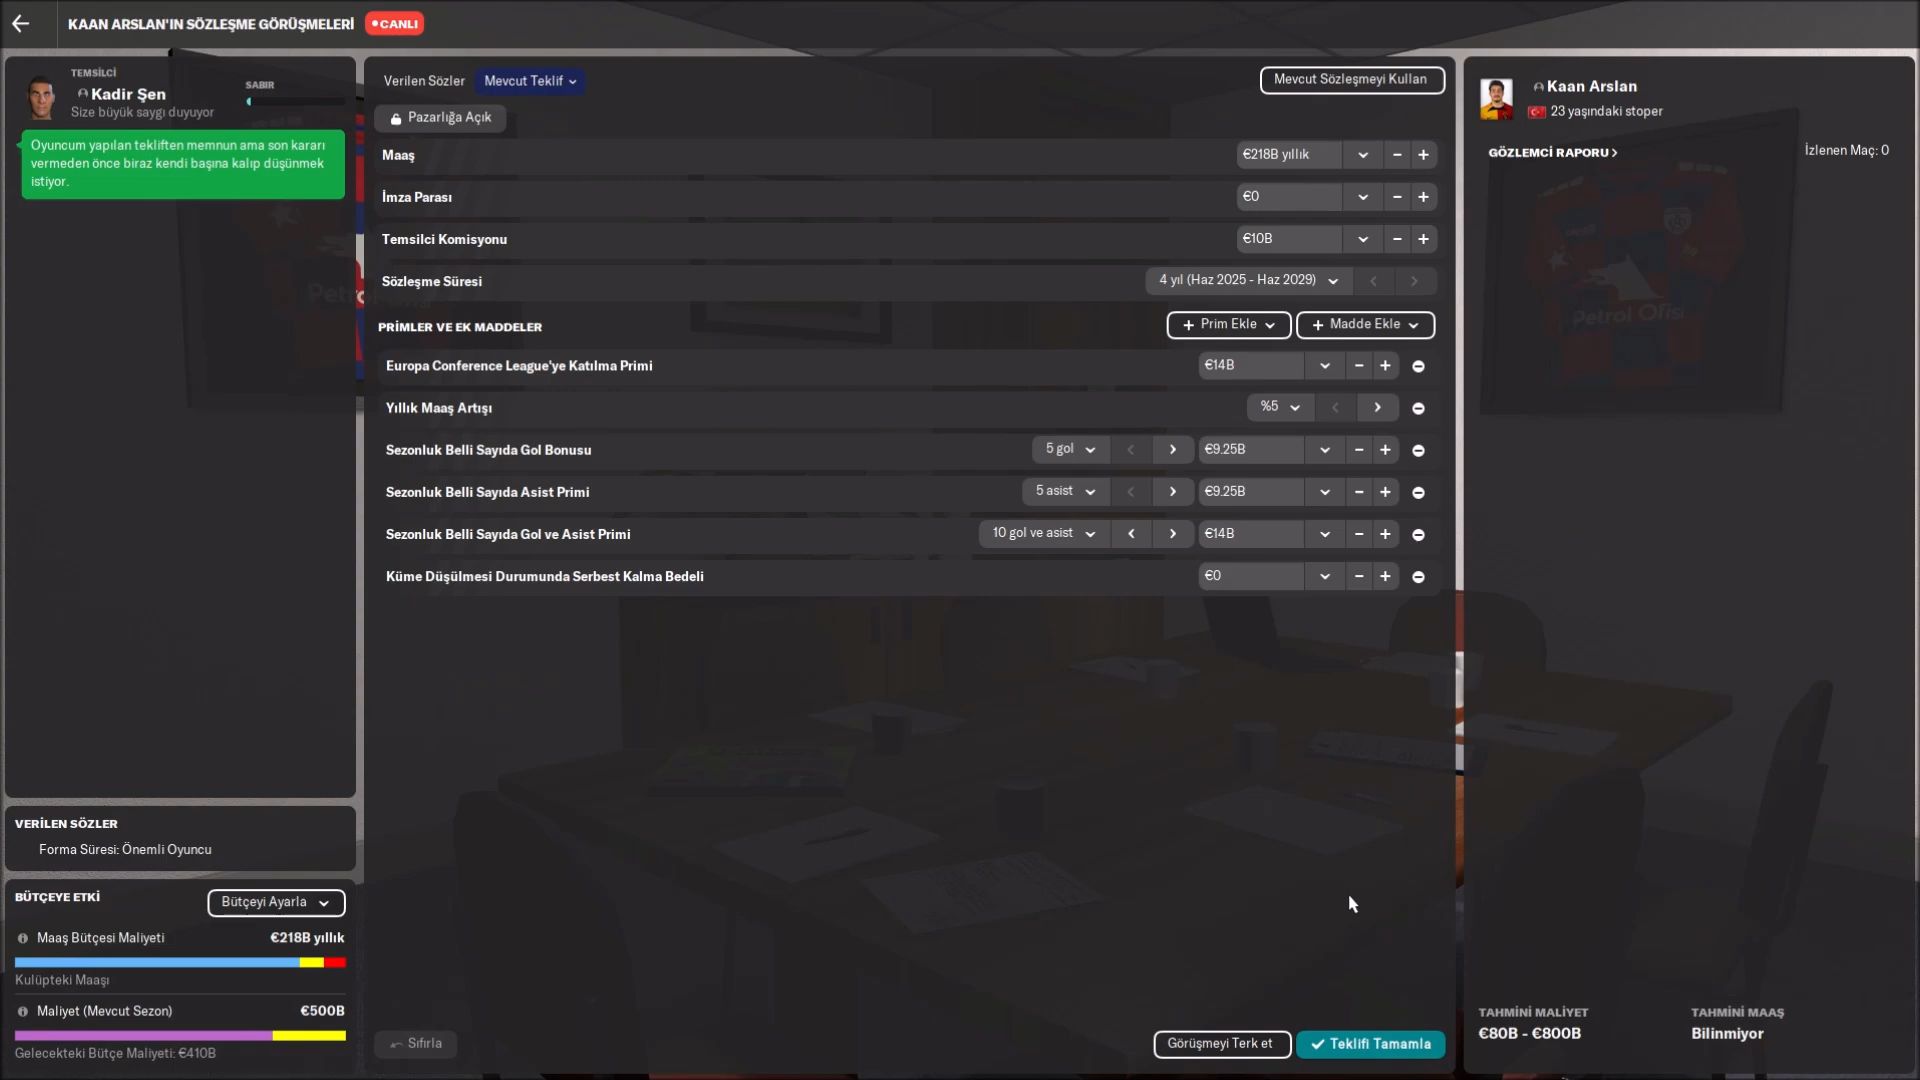 KAAN ARSLAN'IN SÖZLEŞME GÖRÜŞMELERİ
CANLI
TEMSİLCİ
Kadir Şen
Size büyük saygı duyuyor
SABIR
Oyuncum yapılan tekliften memnun ama son kararı
vermeden önce biraz kendi başına kalıp düşünmek
istiyor.
VERİLEN SÖZLER
Forma Süresi: Önemli Oyuncu
BÜTÇEYE ETKİ
Bütçeyi Ayarla
Maaş Bütçesi Maliyeti
€218B yıllık
Kulüpteki Maaşı
Maliyet (Mevcut Sezon)
€500B
Gelecekteki Bütçe Maliyeti: €410B
Verilen Sözler
Mevcut Teklif
Mevcut Sözleşmeyi Kullan
Pazarlığa Açık
Maaş
€218B yıllık
İmza Parası
€0
Temsilci Komisyonu
€10B
Sözleşme Süresi
4 yıl (Haz 2025 - Haz 2029)
PRİMLER VE EK MADDELER
Prim Ekle
Madde Ekle
Europa Conference League'ye Katılma Primi
€14B
Yıllık Maaş Artışı
%5
Sezonluk Belli Sayıda Gol Bonusu
5 gol
€9.25B
Sezonluk Belli Sayıda Asist Primi
5 asist
€9.25B
Sezonluk Belli Sayıda Gol ve Asist Primi
10 gol ve asist
€14B
Küme Düşülmesi Durumunda Serbest Kalma Bedeli
€0
Sıfırla
Görüşmeyi Terk et
Teklifi Tamamla
Kaan Arslan
23 yaşındaki stoper
GÖZLEMCİ RAPORU
İzlenen Maç: 0
Petrol Ofisi
TAHMİNİ MALİYET
€80B - €800B
TAHMİNİ MAAŞ
Bilinmiyor